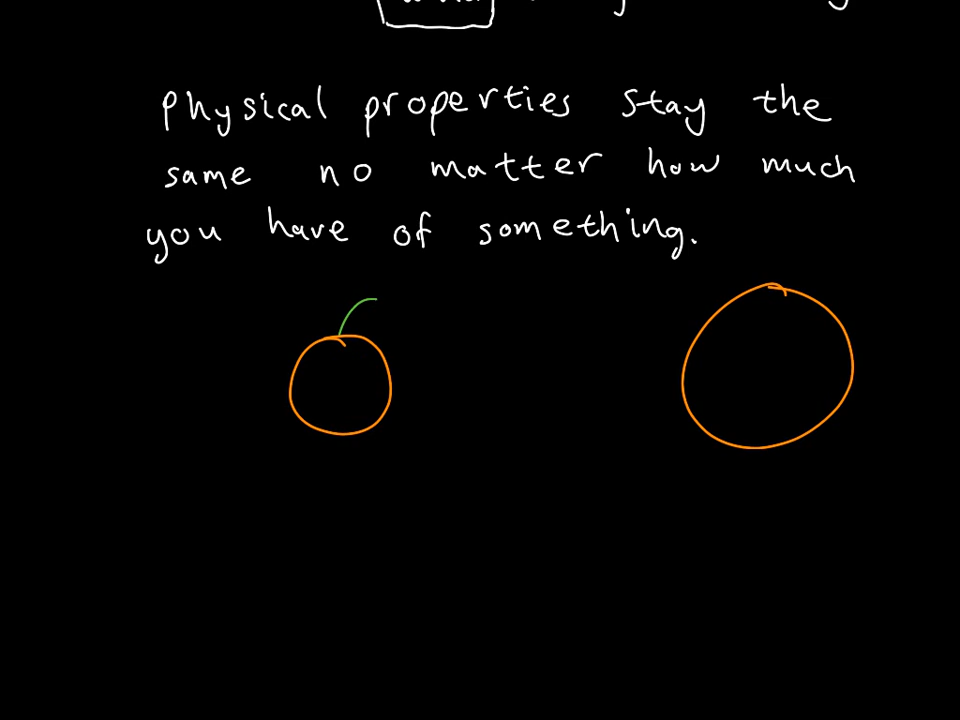 Physical properties stay the
same no matter how much
you have of something.